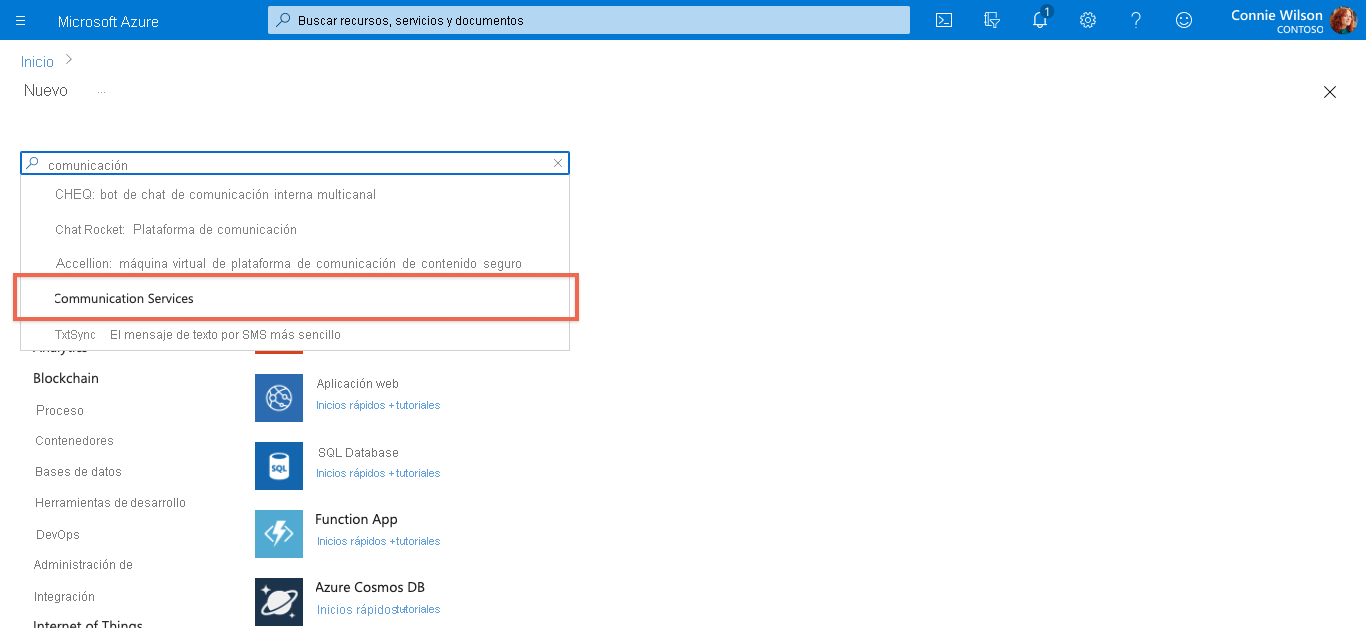 Microsoft Azure
Buscar recursos, servicios y documentos
1
Connie Wilson
CONTOSO
Inicio
Nuevo
...
comunicación
CHEQ: bot de chat de comunicación interna multicanal
Chat Rocket: Plataforma de comunicación
Accellion: máquina virtual de plataforma de comunicación de contenido seguro
Communication Services
TxtSync El mensaje de texto por SMS más sencillo
Analytics
Blockchain
Proceso
Contenedores
Bases de datos
Herramientas de desarrollo
DevOps
Administración de
Integración
Internet of Things
Aplicación web
Inicios rápidos +tutoriales
SQL
SQL Database
Inicios rápidos +tutoriales
Function App
Inicios rápidos +tutoriales
Azure Cosmos DB
Inicios rápidostutoriales